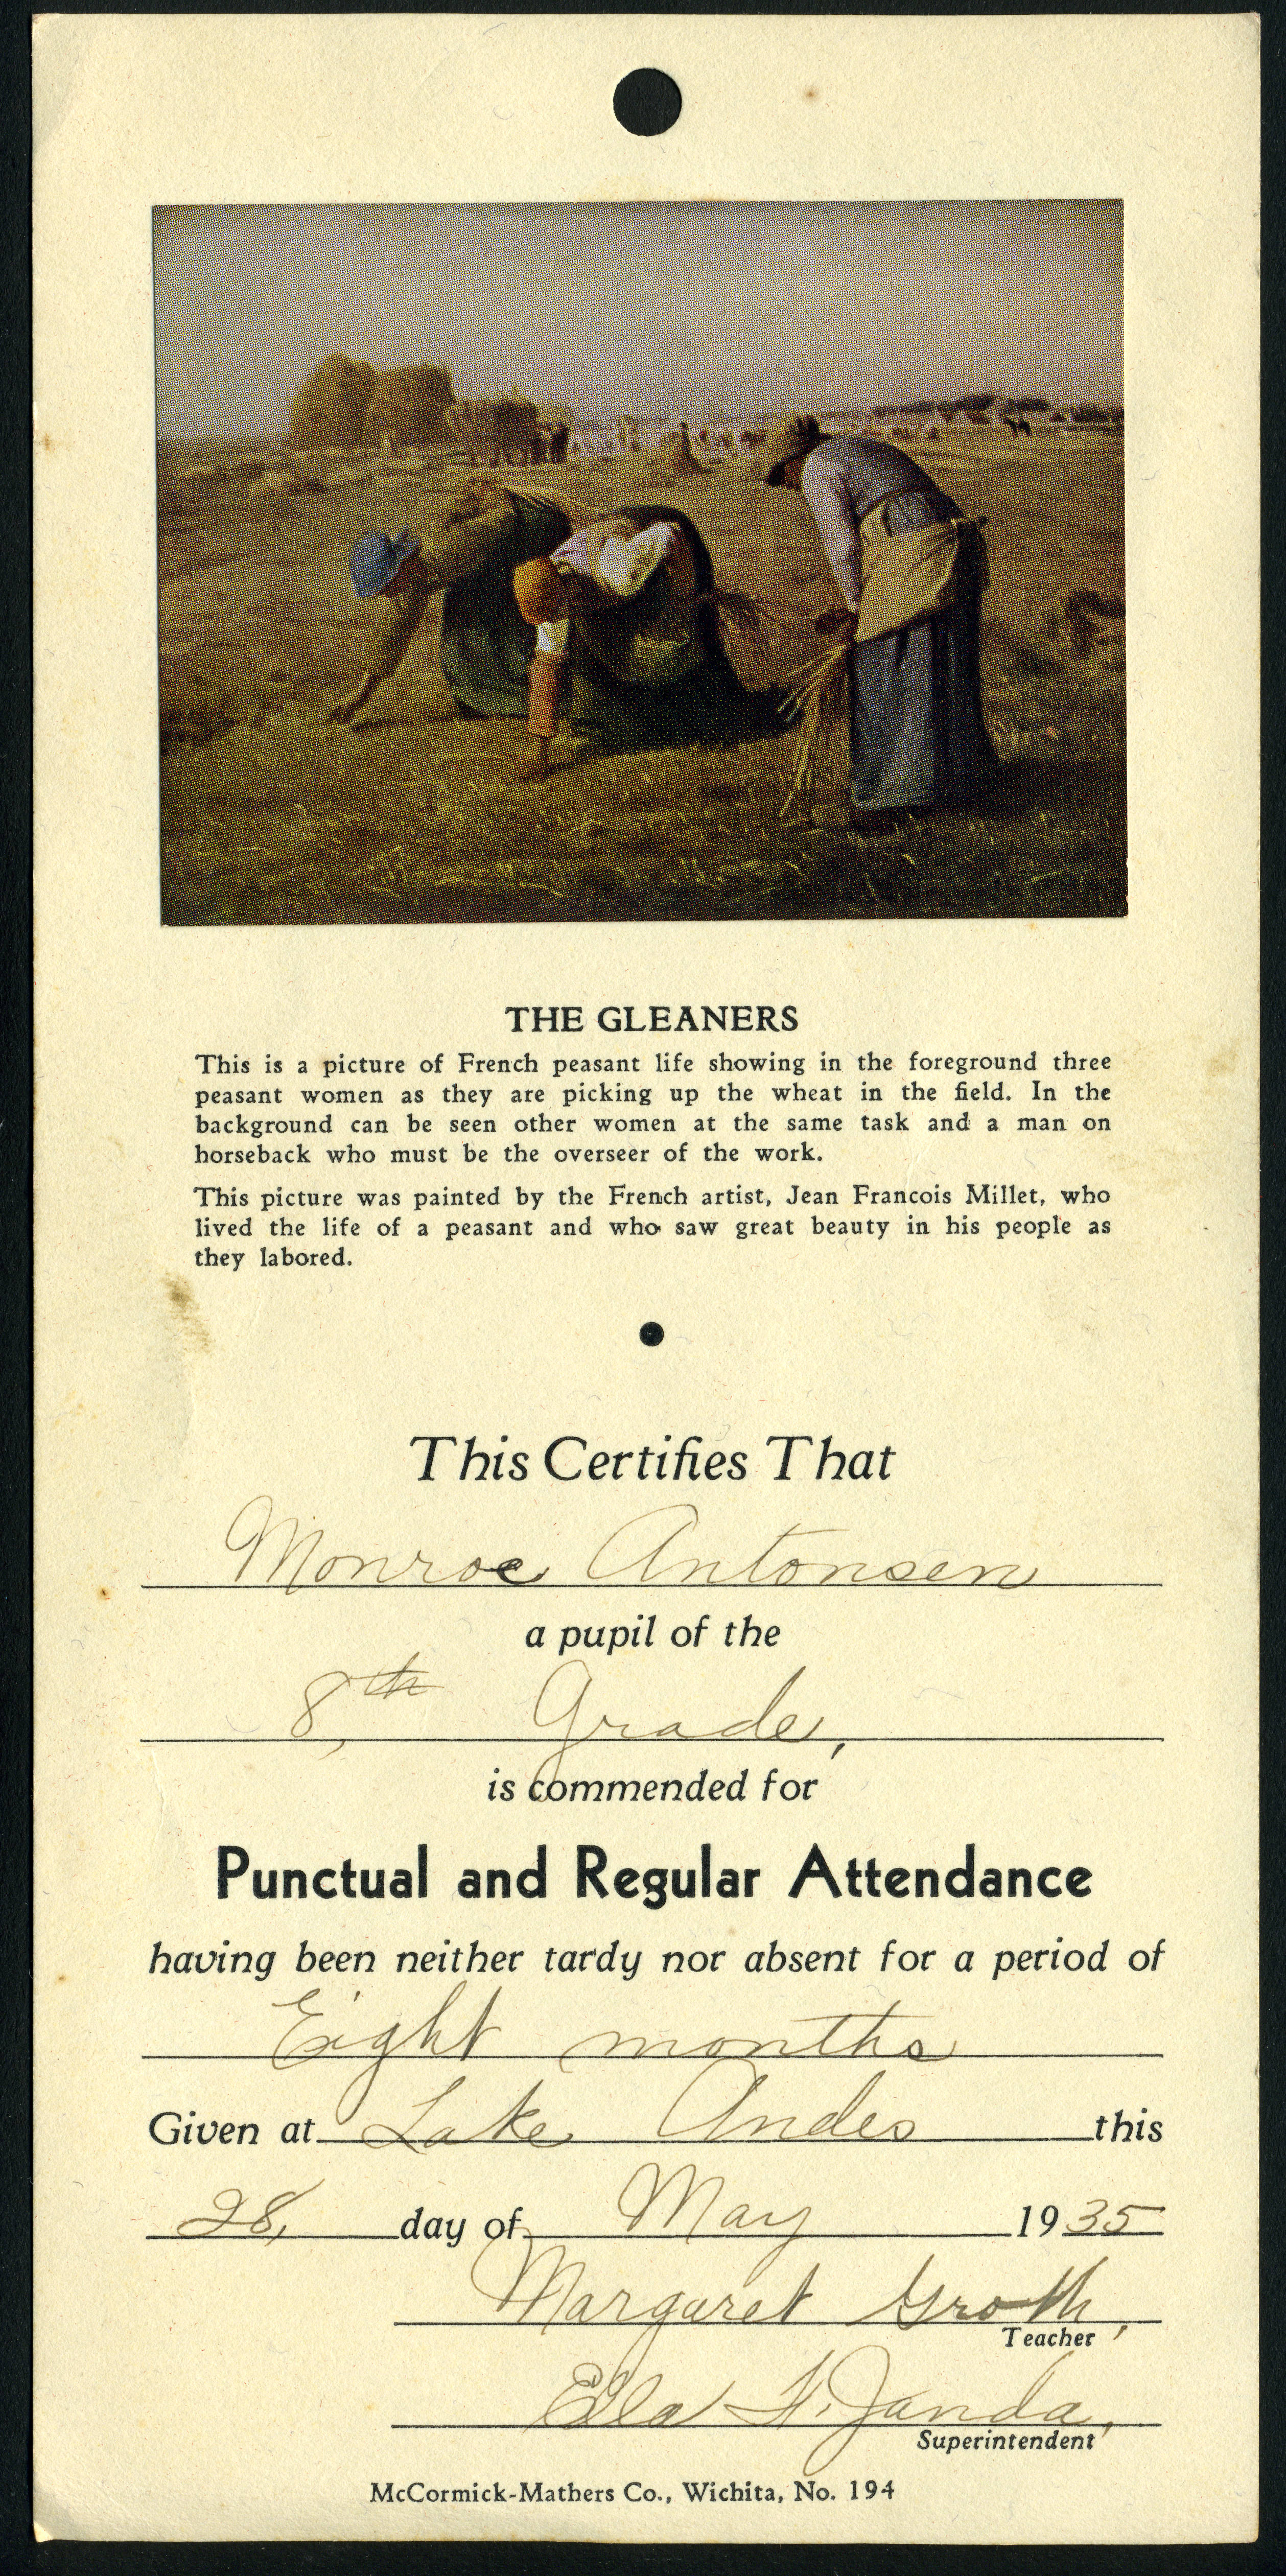 THE GLEANERS
This is a picture of French peasant life showing in the foreground three
peasant women as they are picking up the wheat in the field. In the
background can be seen other women at the same task and a man on
horseback who must be the overseer of the work.
This picture was painted by the French artist, Jean Francois Millet, who
lived the life of a peasant and who saw great beauty in his people as
they labored.
This Certifies That
Monroe Antonsen
a pupil of the
8th Grade,
is commended for
Punctual and Regular Attendance
having been neither tardy nor absent for a period of
Eight months
Given at Lake Andes this
28, day of May 1935
Margaret Groth,
Teacher
Ella F. Janda,
Superintendent
McCormick-Mathers Co., Wichita, No. 194